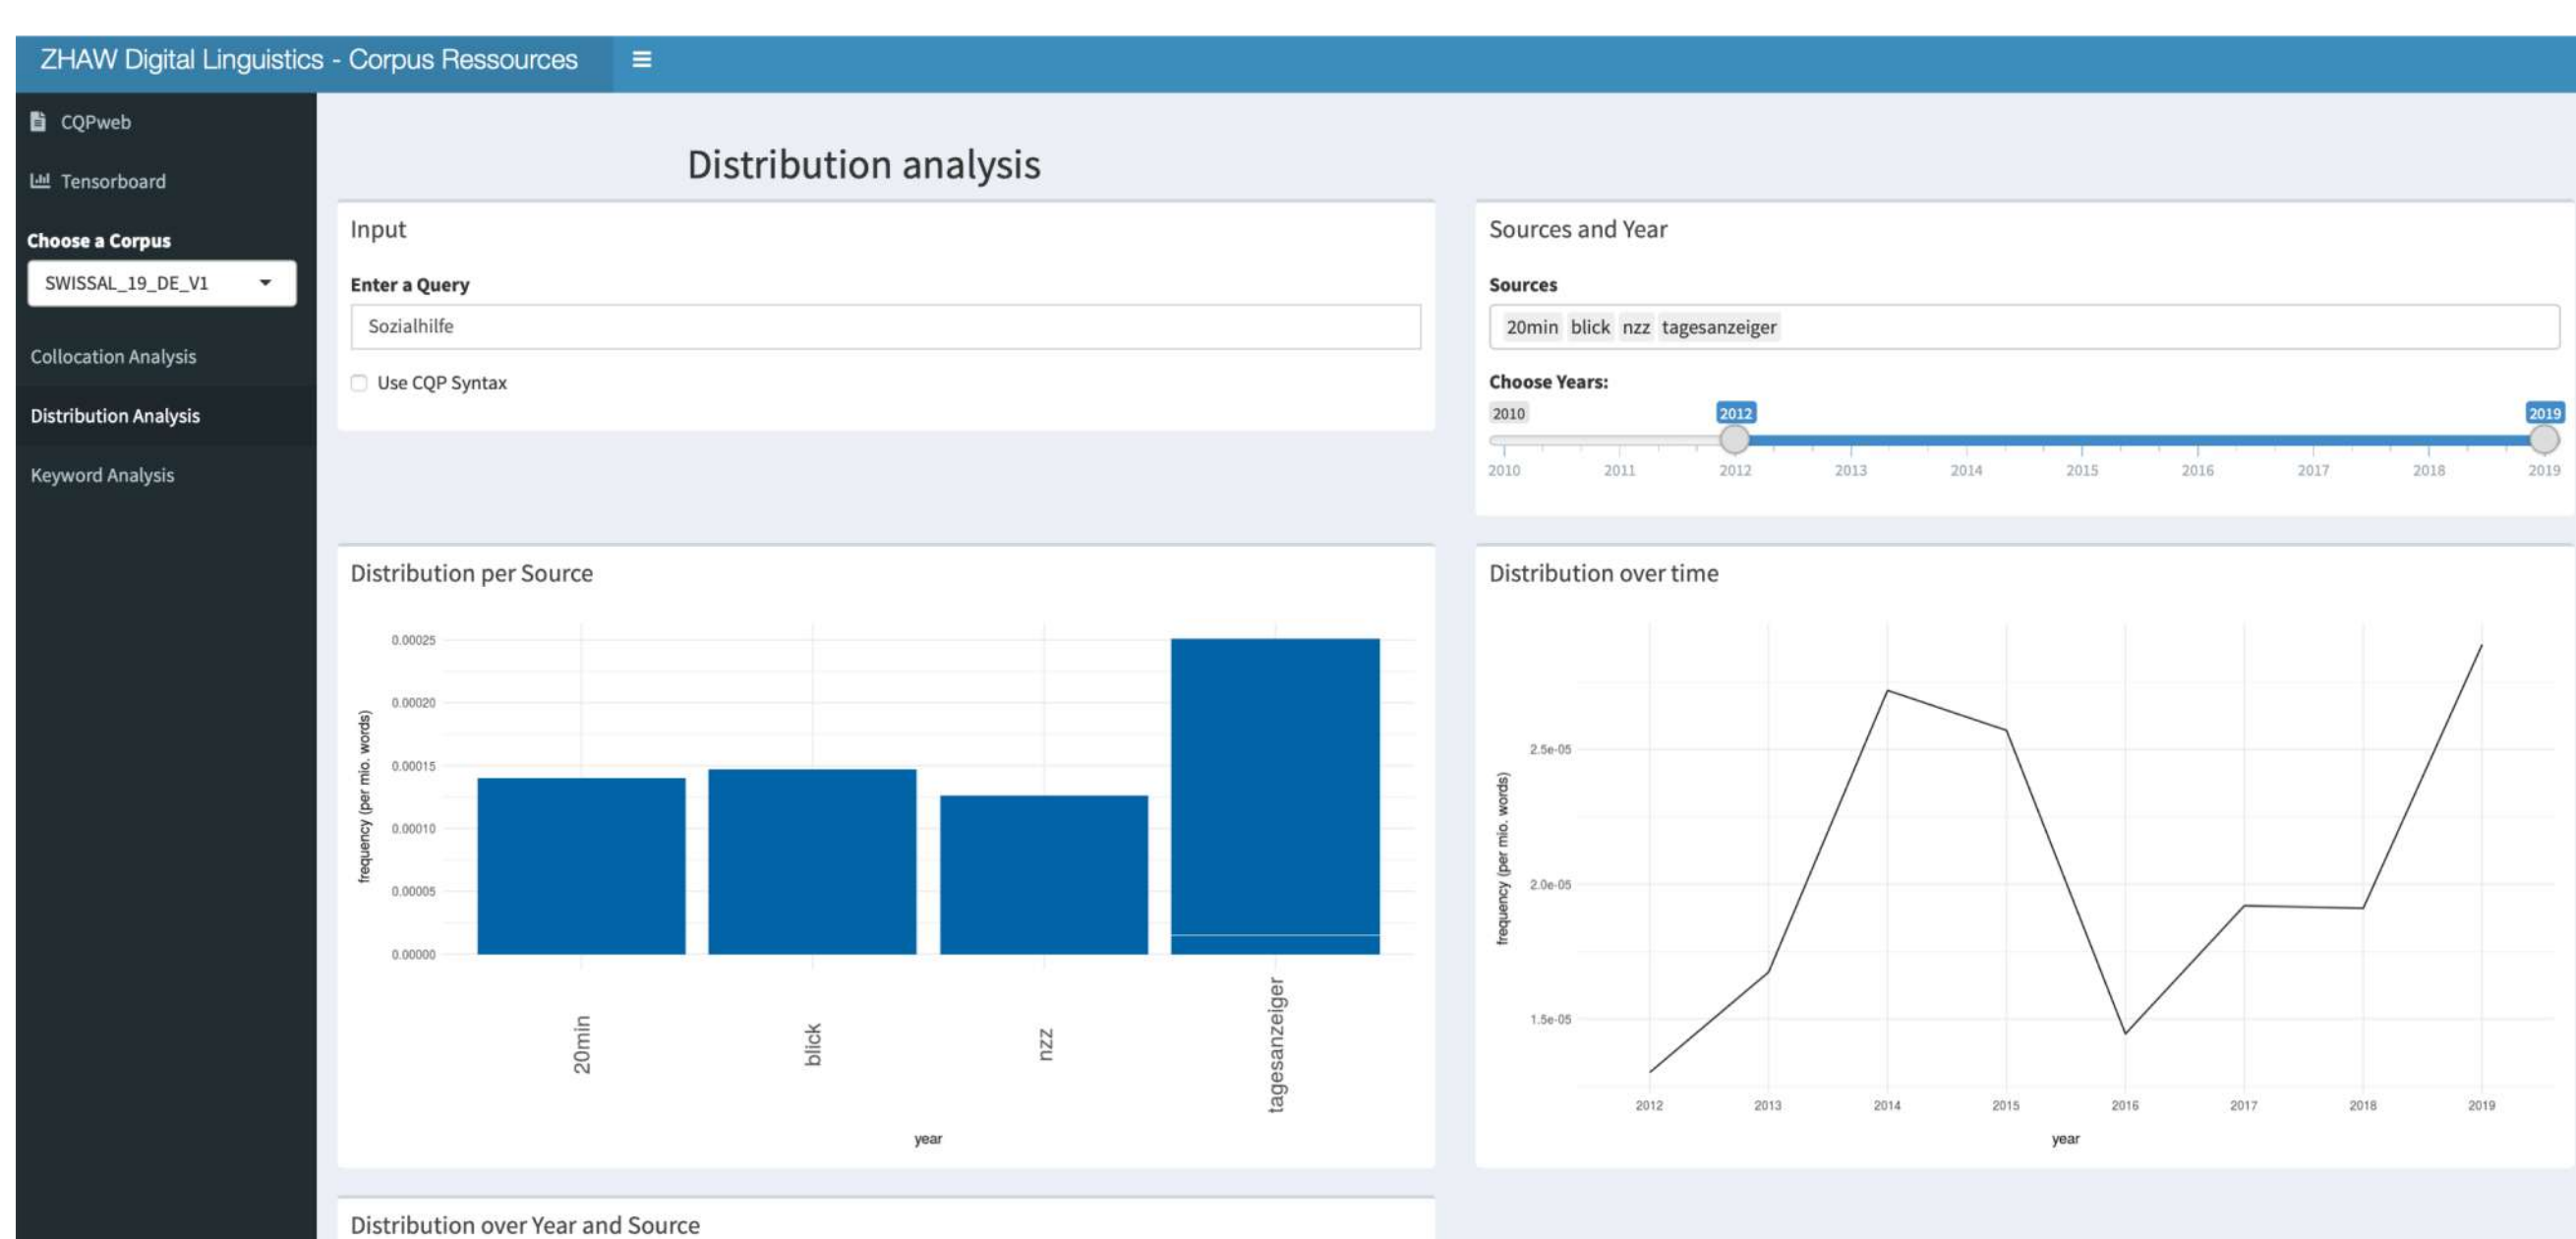 ZHAW Digital Linguistics - Corpus Ressources
CQPweb
Tensorboard
Choose a Corpus
SWISSAL_19_DE_V1
Collocation Analysis
Distribution Analysis
Keyword Analysis
Distribution analysis
Input
Enter a Query
Sozialhilfe
Use CQP Syntax
Sources and Year
Sources
20min blick nzz tagesanzeiger
Choose Years:
2010 2012 2019
2010 2011 2012 2013 2014 2015 2016 2017 2018 2019
Distribution per Source
frequency (per mio. words)
0.00025
0.00020
0.00015
0.00010
0.00005
0.00000
20min blick nzz tagesanzeiger
year
Distribution over time
frequency (per mio. words)
2.5e-05
2.0e-05
1.5e-05
2012 2013 2014 2015 2016 2017 2018 2019
year
Distribution over Year and Source